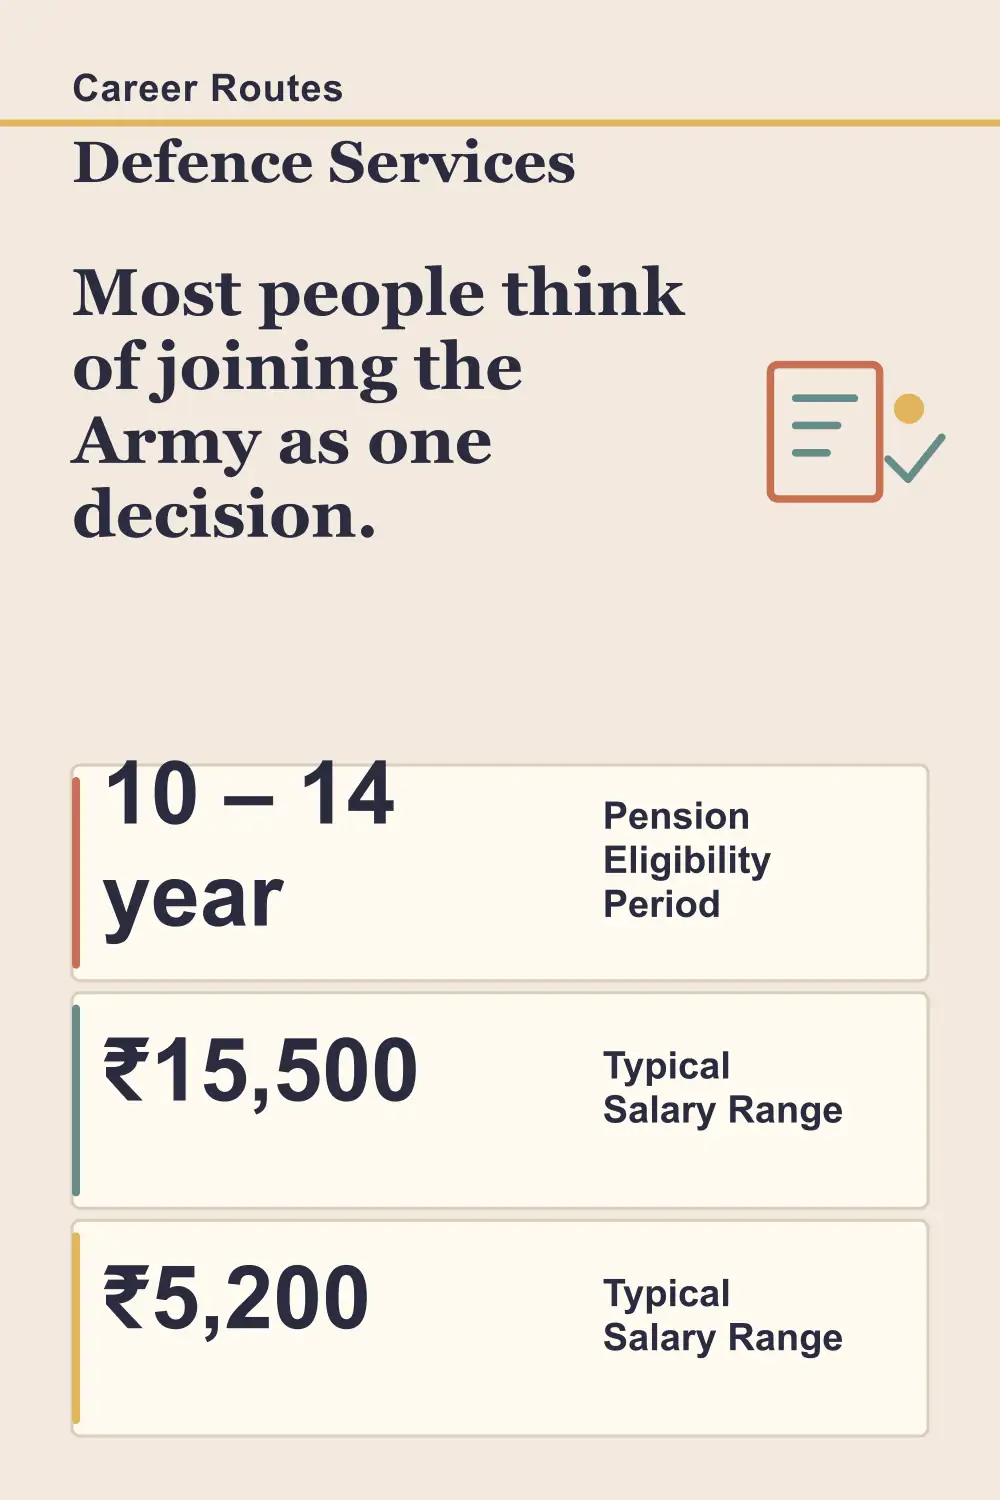 Career Routes
Defence Services
Most people think
of joining the
Army as one
decision.
10 – 14
year
Pension
Eligibility
Period
₹15,500
Typical
Salary Range
₹5,200
Typical
Salary Range